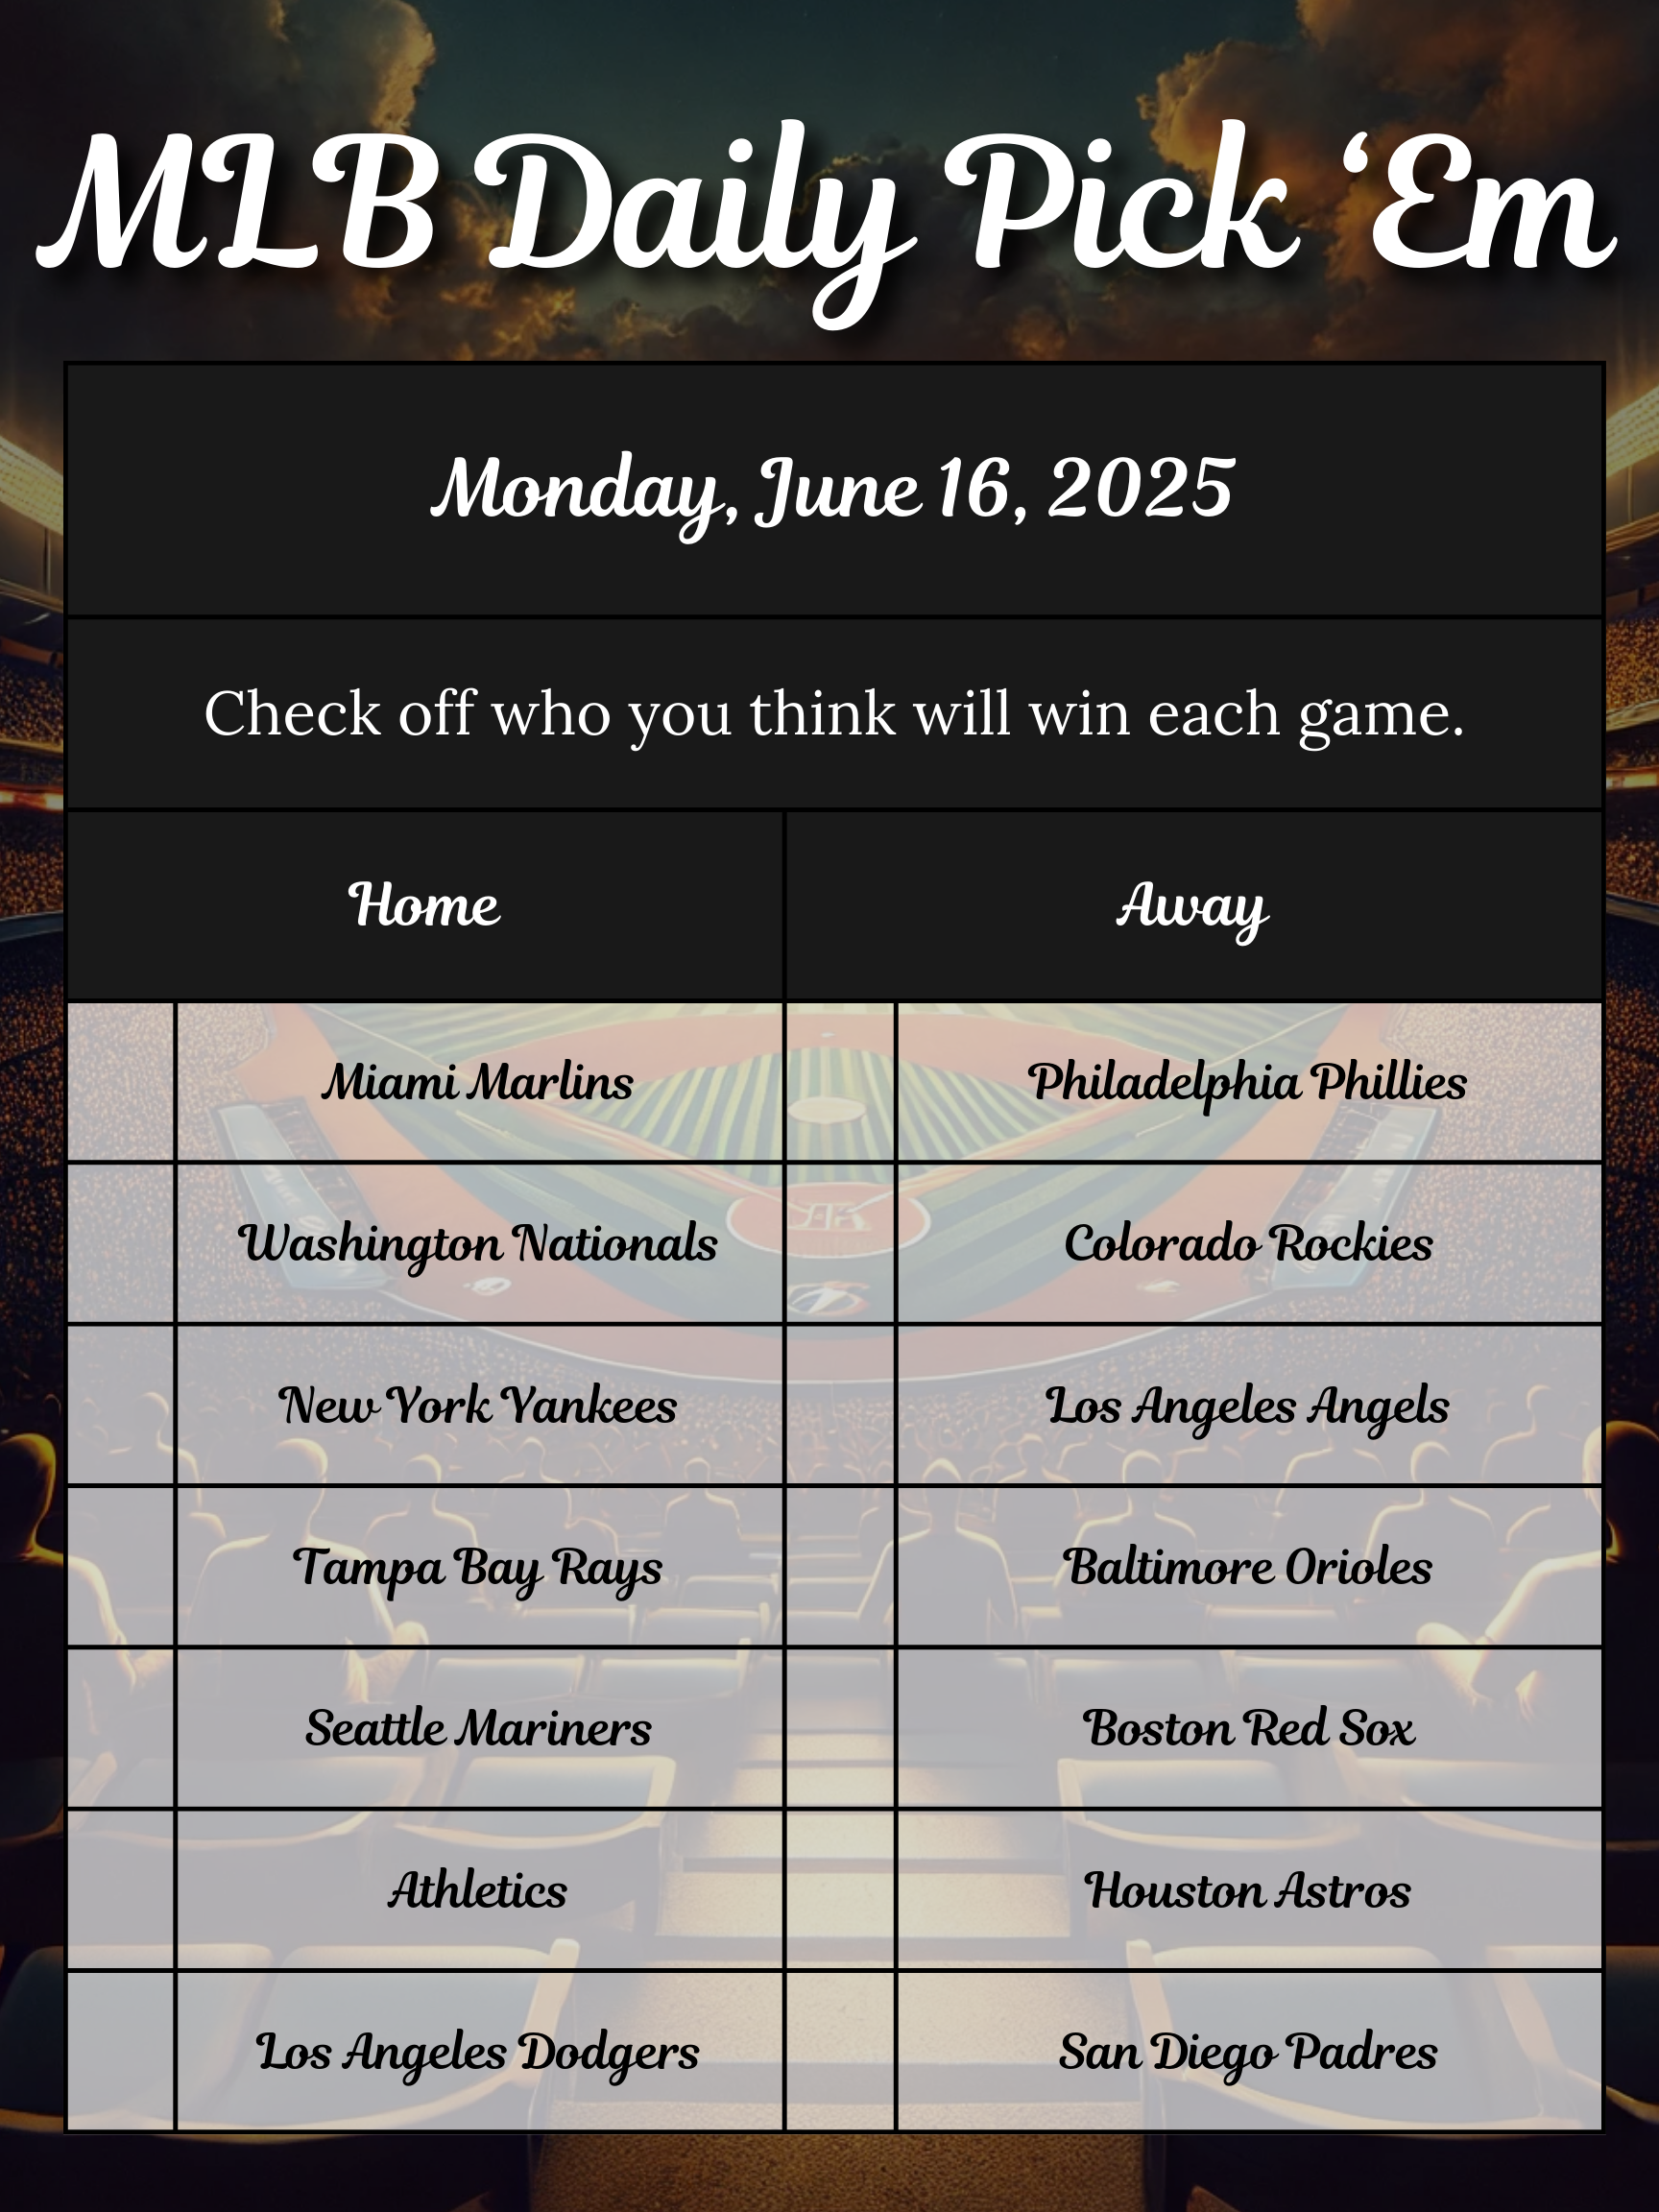 MLB Daily Pick ‘Em
Monday, June 16, 2025
Check off who you think will win each game.
Home Away
Miami Marlins Philadelphia Phillies
Washington Nationals Colorado Rockies
New York Yankees Los Angeles Angels
Tampa Bay Rays Baltimore Orioles
Seattle Mariners Boston Red Sox
Athletics Houston Astros
Los Angeles Dodgers San Diego Padres